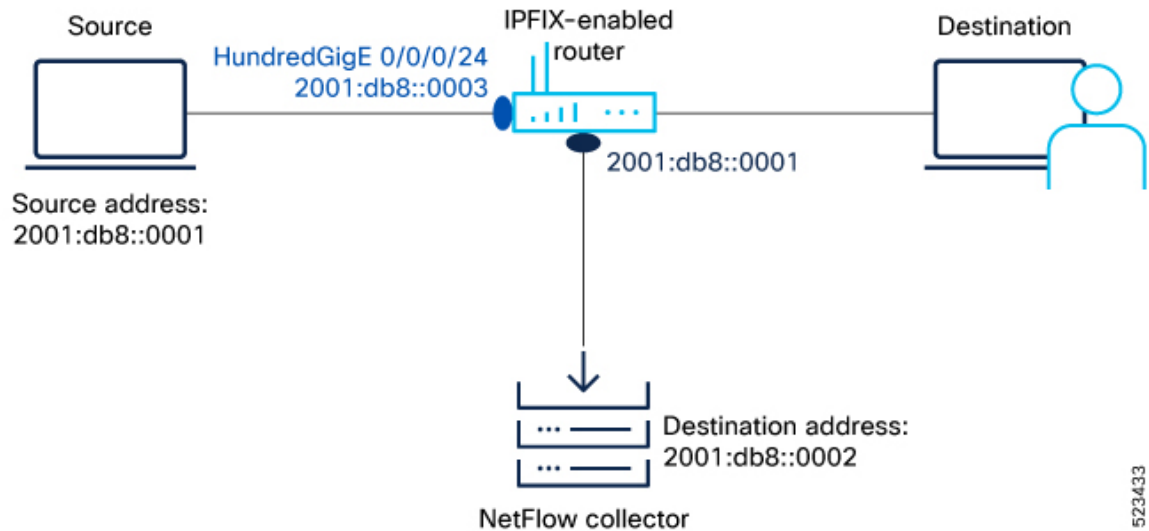 Source
IPFIX-enabled
router
Destination
HundredGigE 0/0/0/24
2001:db8::0003
2001:db8::0001
Source address:
2001:db8::0001
Destination address:
2001:db8::0002
NetFlow collector
523433